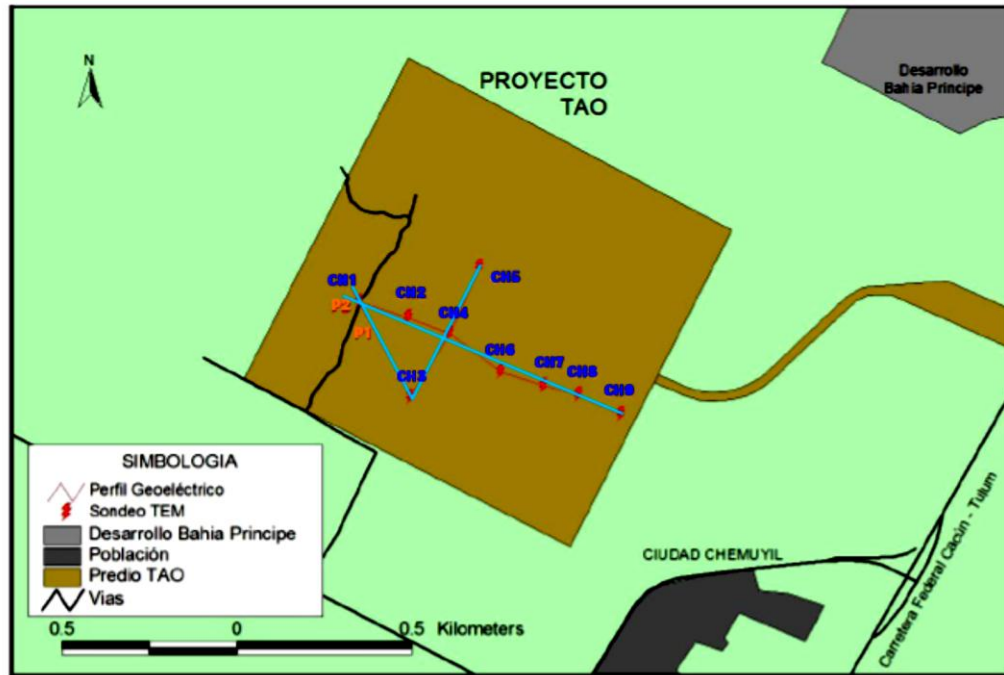 N
PROYECTO
TAO
Desarrollo
Bahia Principe
CH1
CH2
CH5
P2
P1
CH4
CH6
CH3
CH7
CH8
CH9
SIMBOLOGIA
Perfil Geoeléctrico
Sondeo TEM
Desarrollo Bahia Principe
Población
Predio TAO
Vias
CIUDAD CHEMUYIL
Carretera Federal Cacún - Tulum
0.5 0 0.5 Kilometers